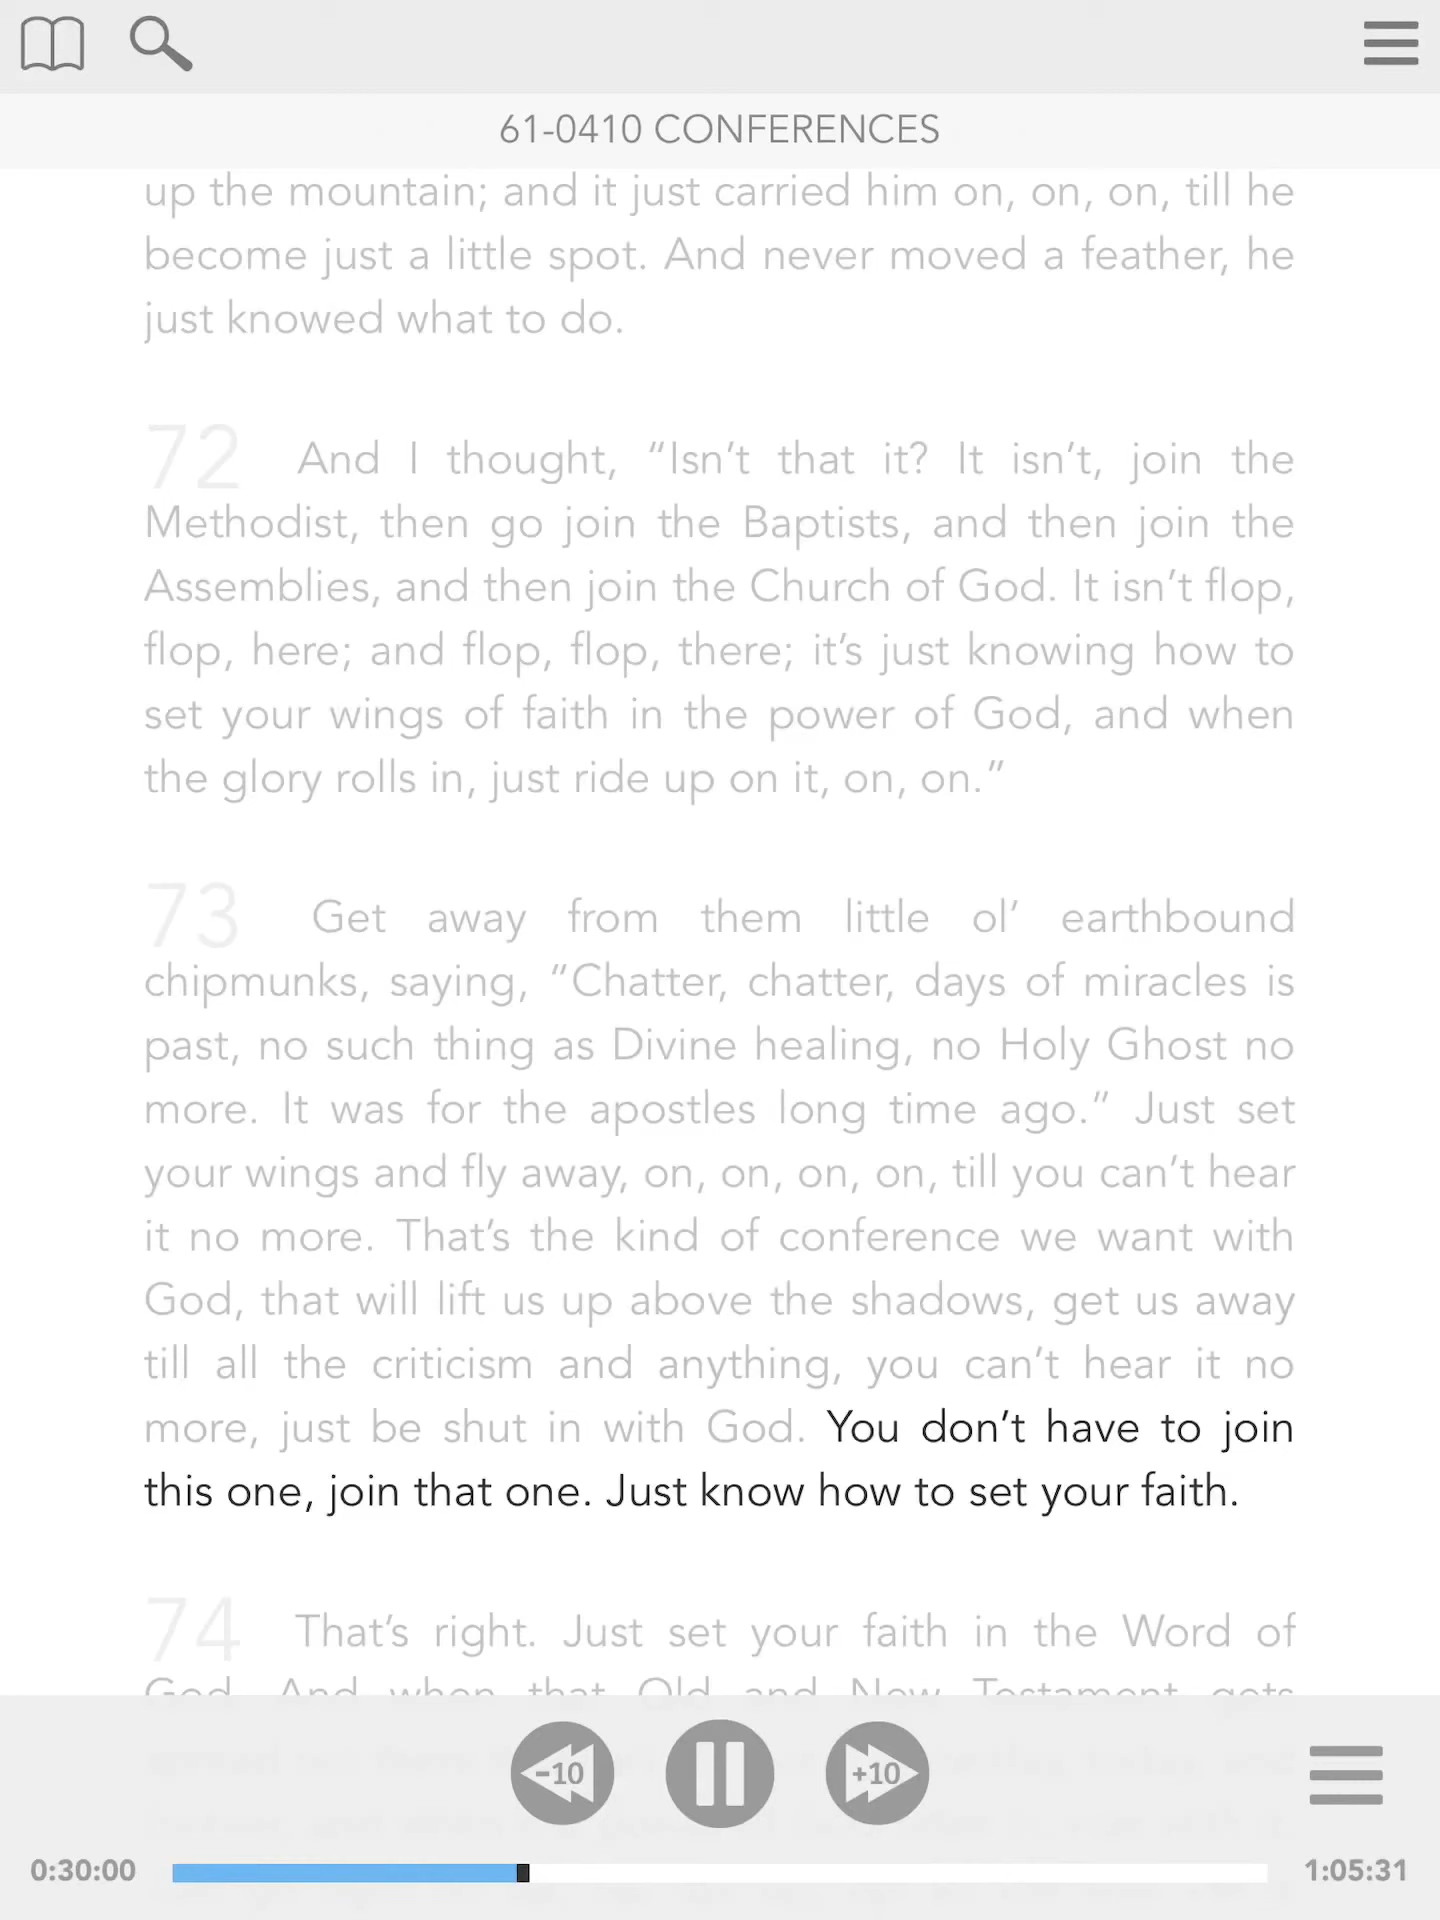 61-0410 CONFERENCES
up the mountain; and it just carried him on, on, on, till he
become just a little spot. And never moved a feather, he
just knowed what to do.
72 And I thought, “Isn’t that it? It isn’t, join the
Methodist, then go join the Baptists, and then join the
Assemblies, and then join the Church of God. It isn’t flop,
flop, here; and flop, flop, there; it’s just knowing how to
set your wings of faith in the power of God, and when
the glory rolls in, just ride up on it, on, on.”
73 Get away from them little ol’ earthbound
chipmunks, saying, “Chatter, chatter, days of miracles is
past, no such thing as Divine healing, no Holy Ghost no
more. It was for the apostles long time ago.” Just set
your wings and fly away, on, on, on, on, till you can’t hear
it no more. That’s the kind of conference we want with
God, that will lift us up above the shadows, get us away
till all the criticism and anything, you can’t hear it no
more, just be shut in with God. You don’t have to join
this one, join that one. Just know how to set your faith.
74 That’s right. Just set your faith in the Word of
God. And when that Old and New Testament gets
-10 +10
0:30:00 1:05:31